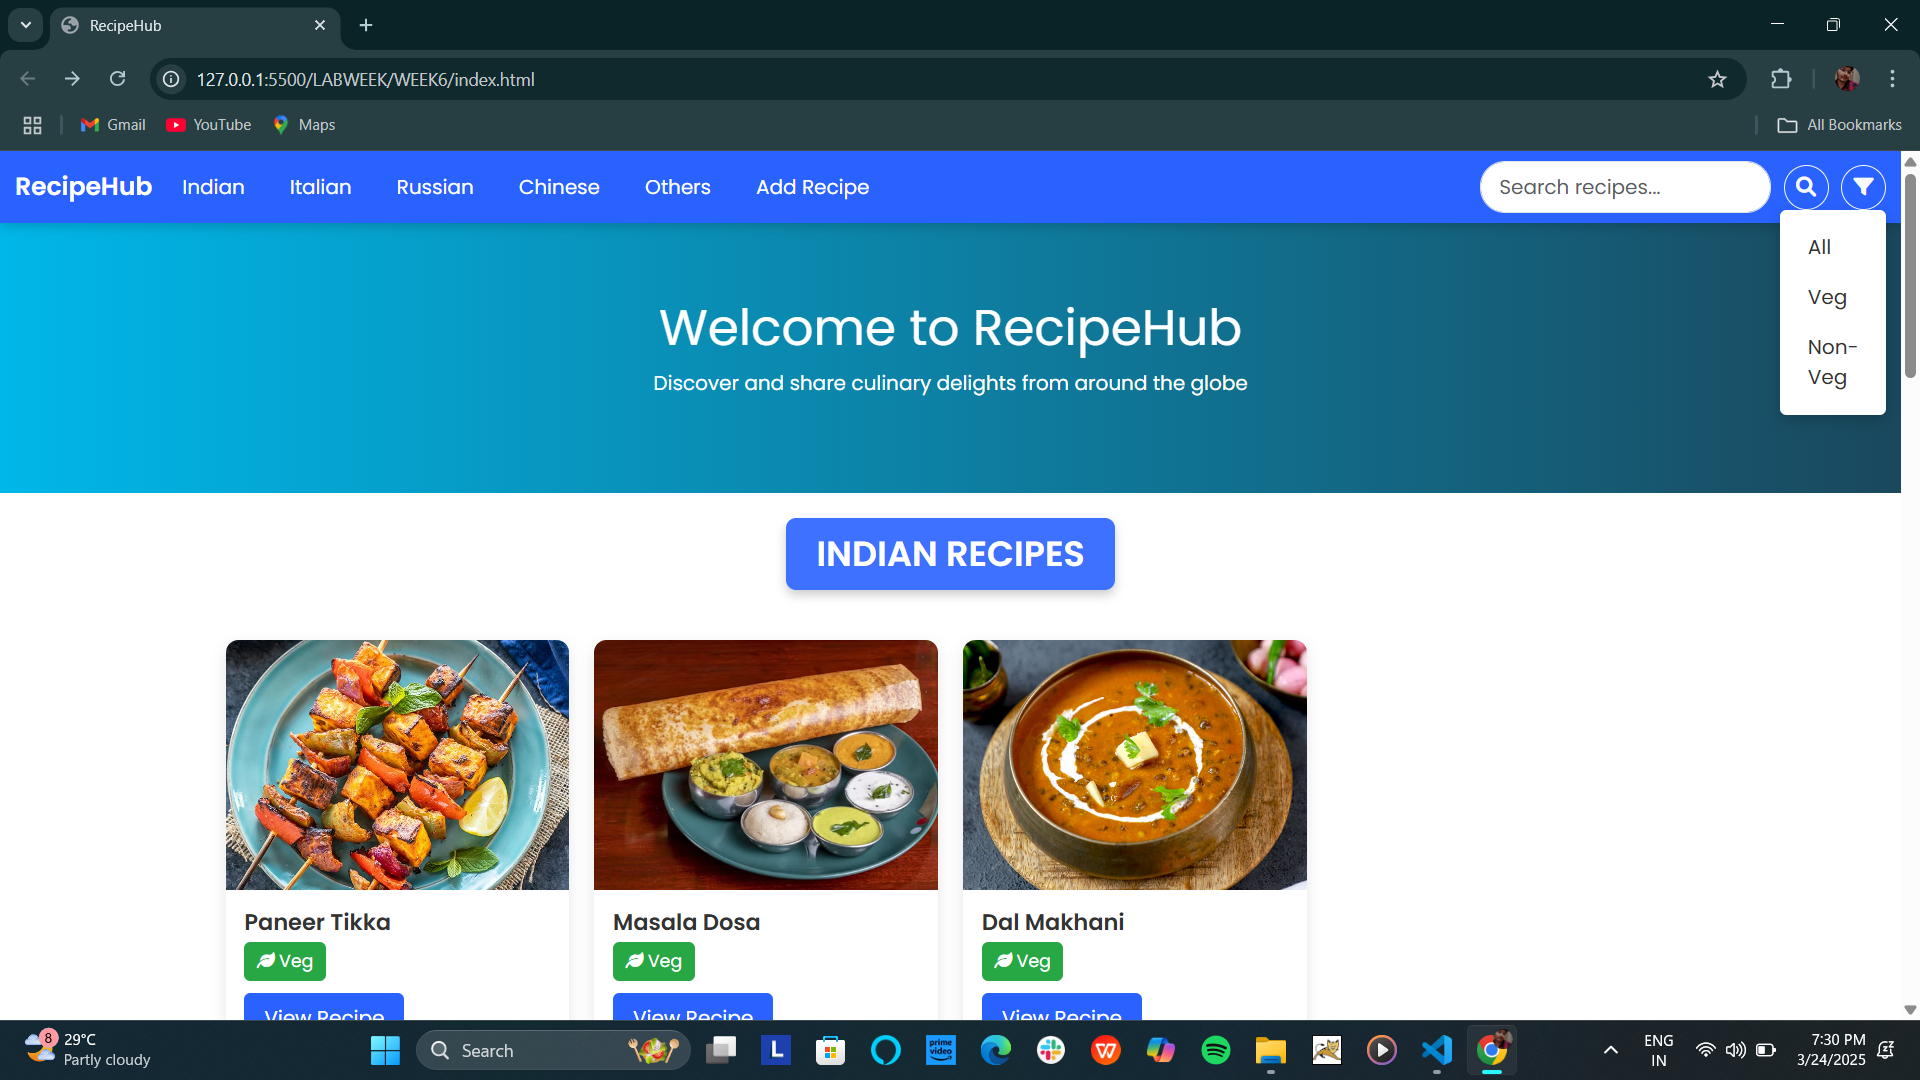 RecipeHub
127.0.0.1:5500/LABWEEK/WEEK6/index.html
Gmail YouTube Maps All Bookmarks
RecipeHub Indian Italian Russian Chinese Others Add Recipe Search recipes...
All
Veg
Non-
Veg
Welcome to RecipeHub
Discover and share culinary delights from around the globe
INDIAN RECIPES
Paneer Tikka Masala Dosa Dal Makhani
Veg Veg Veg
View Recipe View Recipe View Recipe
8 29°C
Partly cloudy
Search
L
prime video
W
ENG
IN
7:30 PM
3/24/2025